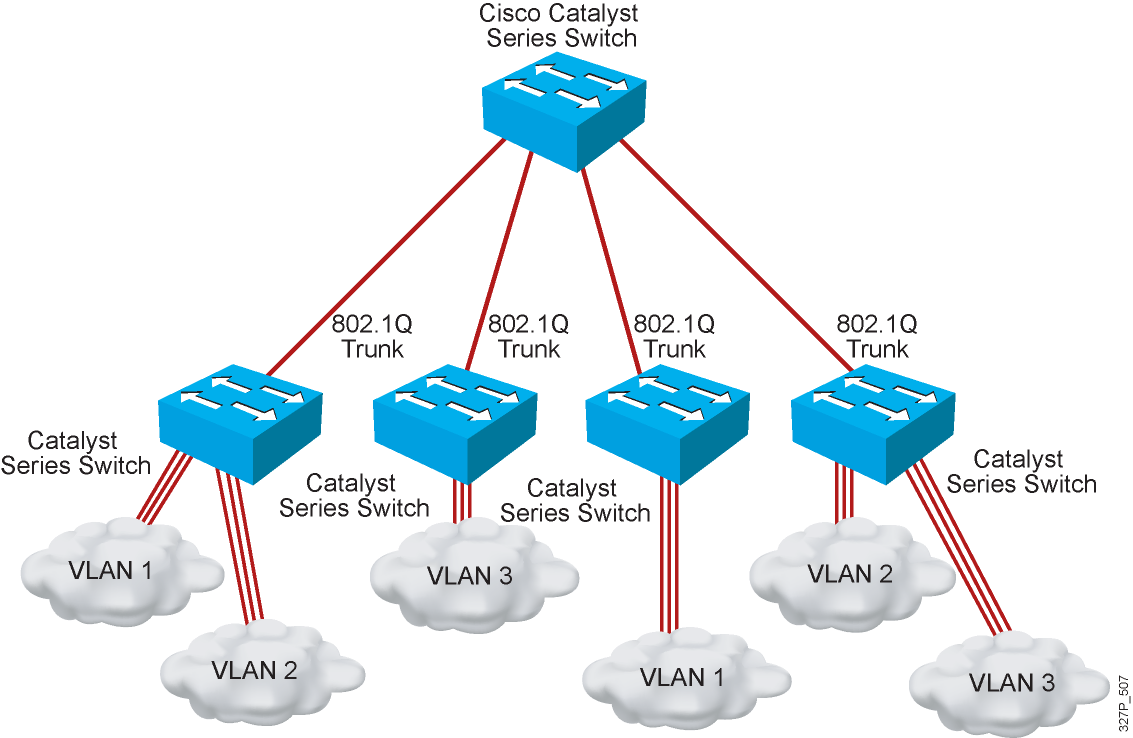 Cisco Catalyst
Series Switch
802.1Q
Trunk
802.1Q
Trunk
802.1Q
Trunk
802.1Q
Trunk
Catalyst
Series Switch
Catalyst
Series Switch
Catalyst
Series Switch
Catalyst
Series Switch
VLAN 1
VLAN 3
VLAN 2
VLAN 2
VLAN 1
VLAN 3
327P_507